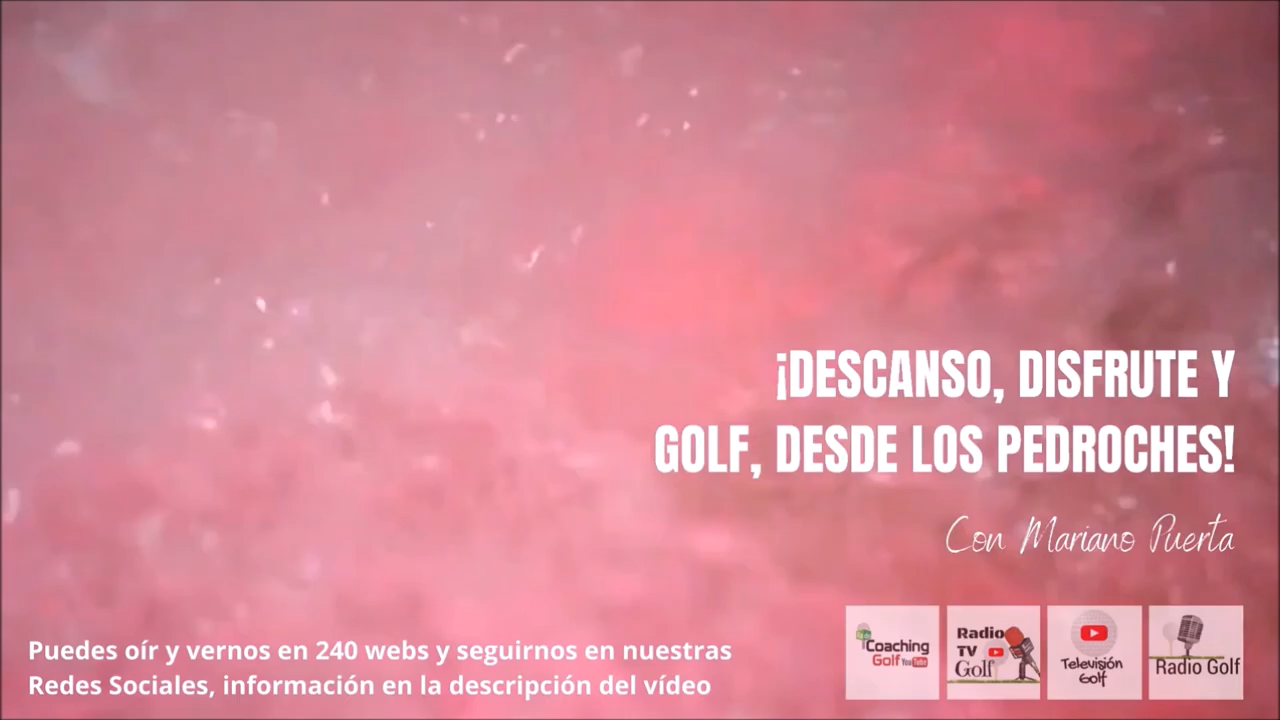 ¡DESCANSO, DISFRUTE Y
GOLF, DESDE LOS PEDROCHES!
Con Mariano Puerta
Puedes oír y vernos en 240 webs y seguirnos en nuestras
Redes Sociales, información en la descripción del vídeo
Coaching
Golf YouTube
Radio
TV
Golf
Televisión
Golf
Radio Golf